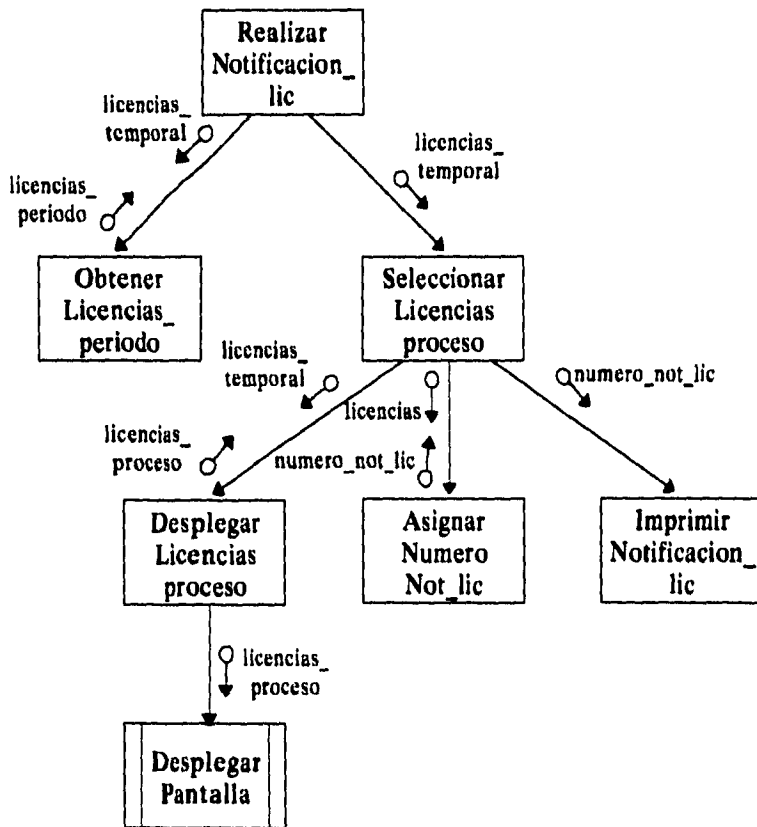 Realizar
Notificacion_
lic
licencias_
temporal
licencias_
temporal
licencias_
periodo
Obtener
Licencias_
periodo
Seleccionar
Licencias
proceso
licencias_
temporal
licencias
numero_not_lic
licencias_
proceso
numero_not_lic
Desplegar
Licencias
proceso
Asignar
Numero
Not_lic
Imprimir
Notificacion_
lic
licencias_
proceso
Desplegar
Pantalla